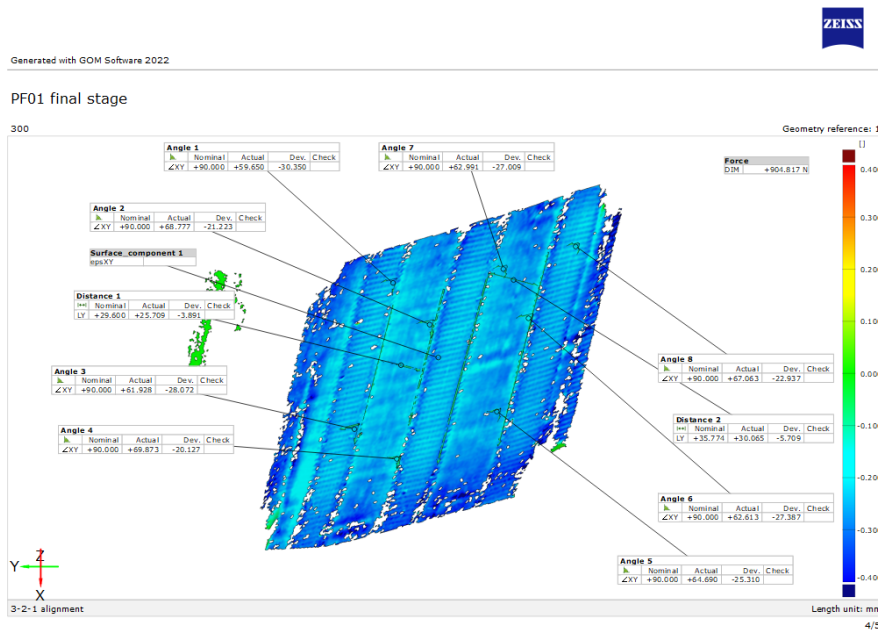 ZEISS
Generated with GOM Software 2022
PF01 final stage
300
Geometry reference: 1
[]
Angle 1
Nominal Actual Dev. Check
∠XY +90.000 +59.650 -30.350
Angle 7
Nominal Actual Dev. Check
∠XY +90.000 +62.991 -27.009
Force
DIM +904.817 N
Angle 2
Nominal Actual Dev. Check
∠XY +90.000 +68.777 -21.223
Surface_component 1
epsXY
Distance 1
Nominal Actual Dev. Check
LY +29.600 +25.709 -3.891
Angle 3
Nominal Actual Dev. Check
∠XY +90.000 +61.928 -28.072
Angle 4
Nominal Actual Dev. Check
∠XY +90.000 +69.873 -20.127
Angle 8
Nominal Actual Dev. Check
∠XY +90.000 +67.063 -22.937
Distance 2
Nominal Actual Dev. Check
LY +35.774 +30.065 -5.709
Angle 6
Nominal Actual Dev. Check
∠XY +90.000 +62.613 -27.387
Angle 5
Nominal Actual Dev. Check
∠XY +90.000 +64.690 -25.310
0.400
0.300
0.200
0.100
0.000
-0.100
-0.200
-0.300
-0.400
Z
Y
X
3-2-1 alignment
Length unit: mm
4/5